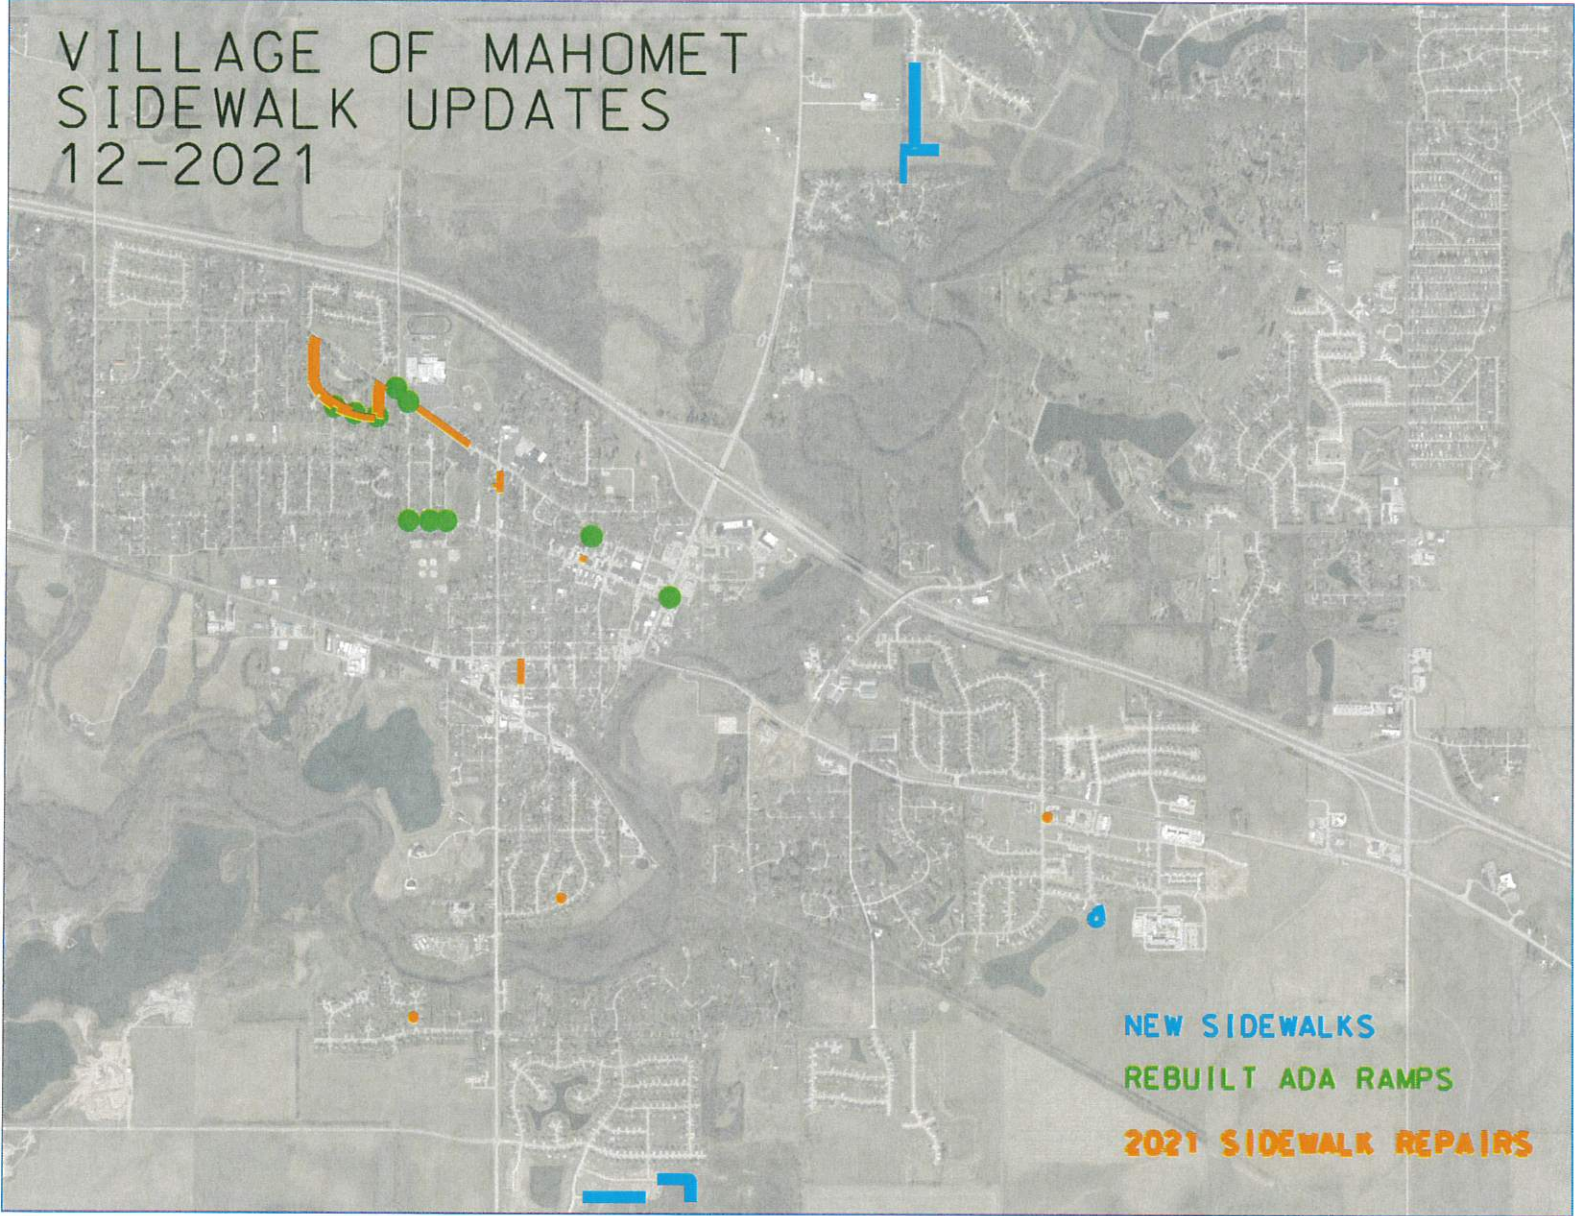 VILLAGE OF MAHOMET
SIDEWALK UPDATES
12-2021
NEW SIDEWALKS
REBUILT ADA RAMPS
2021 SIDEWALK REPAIRS